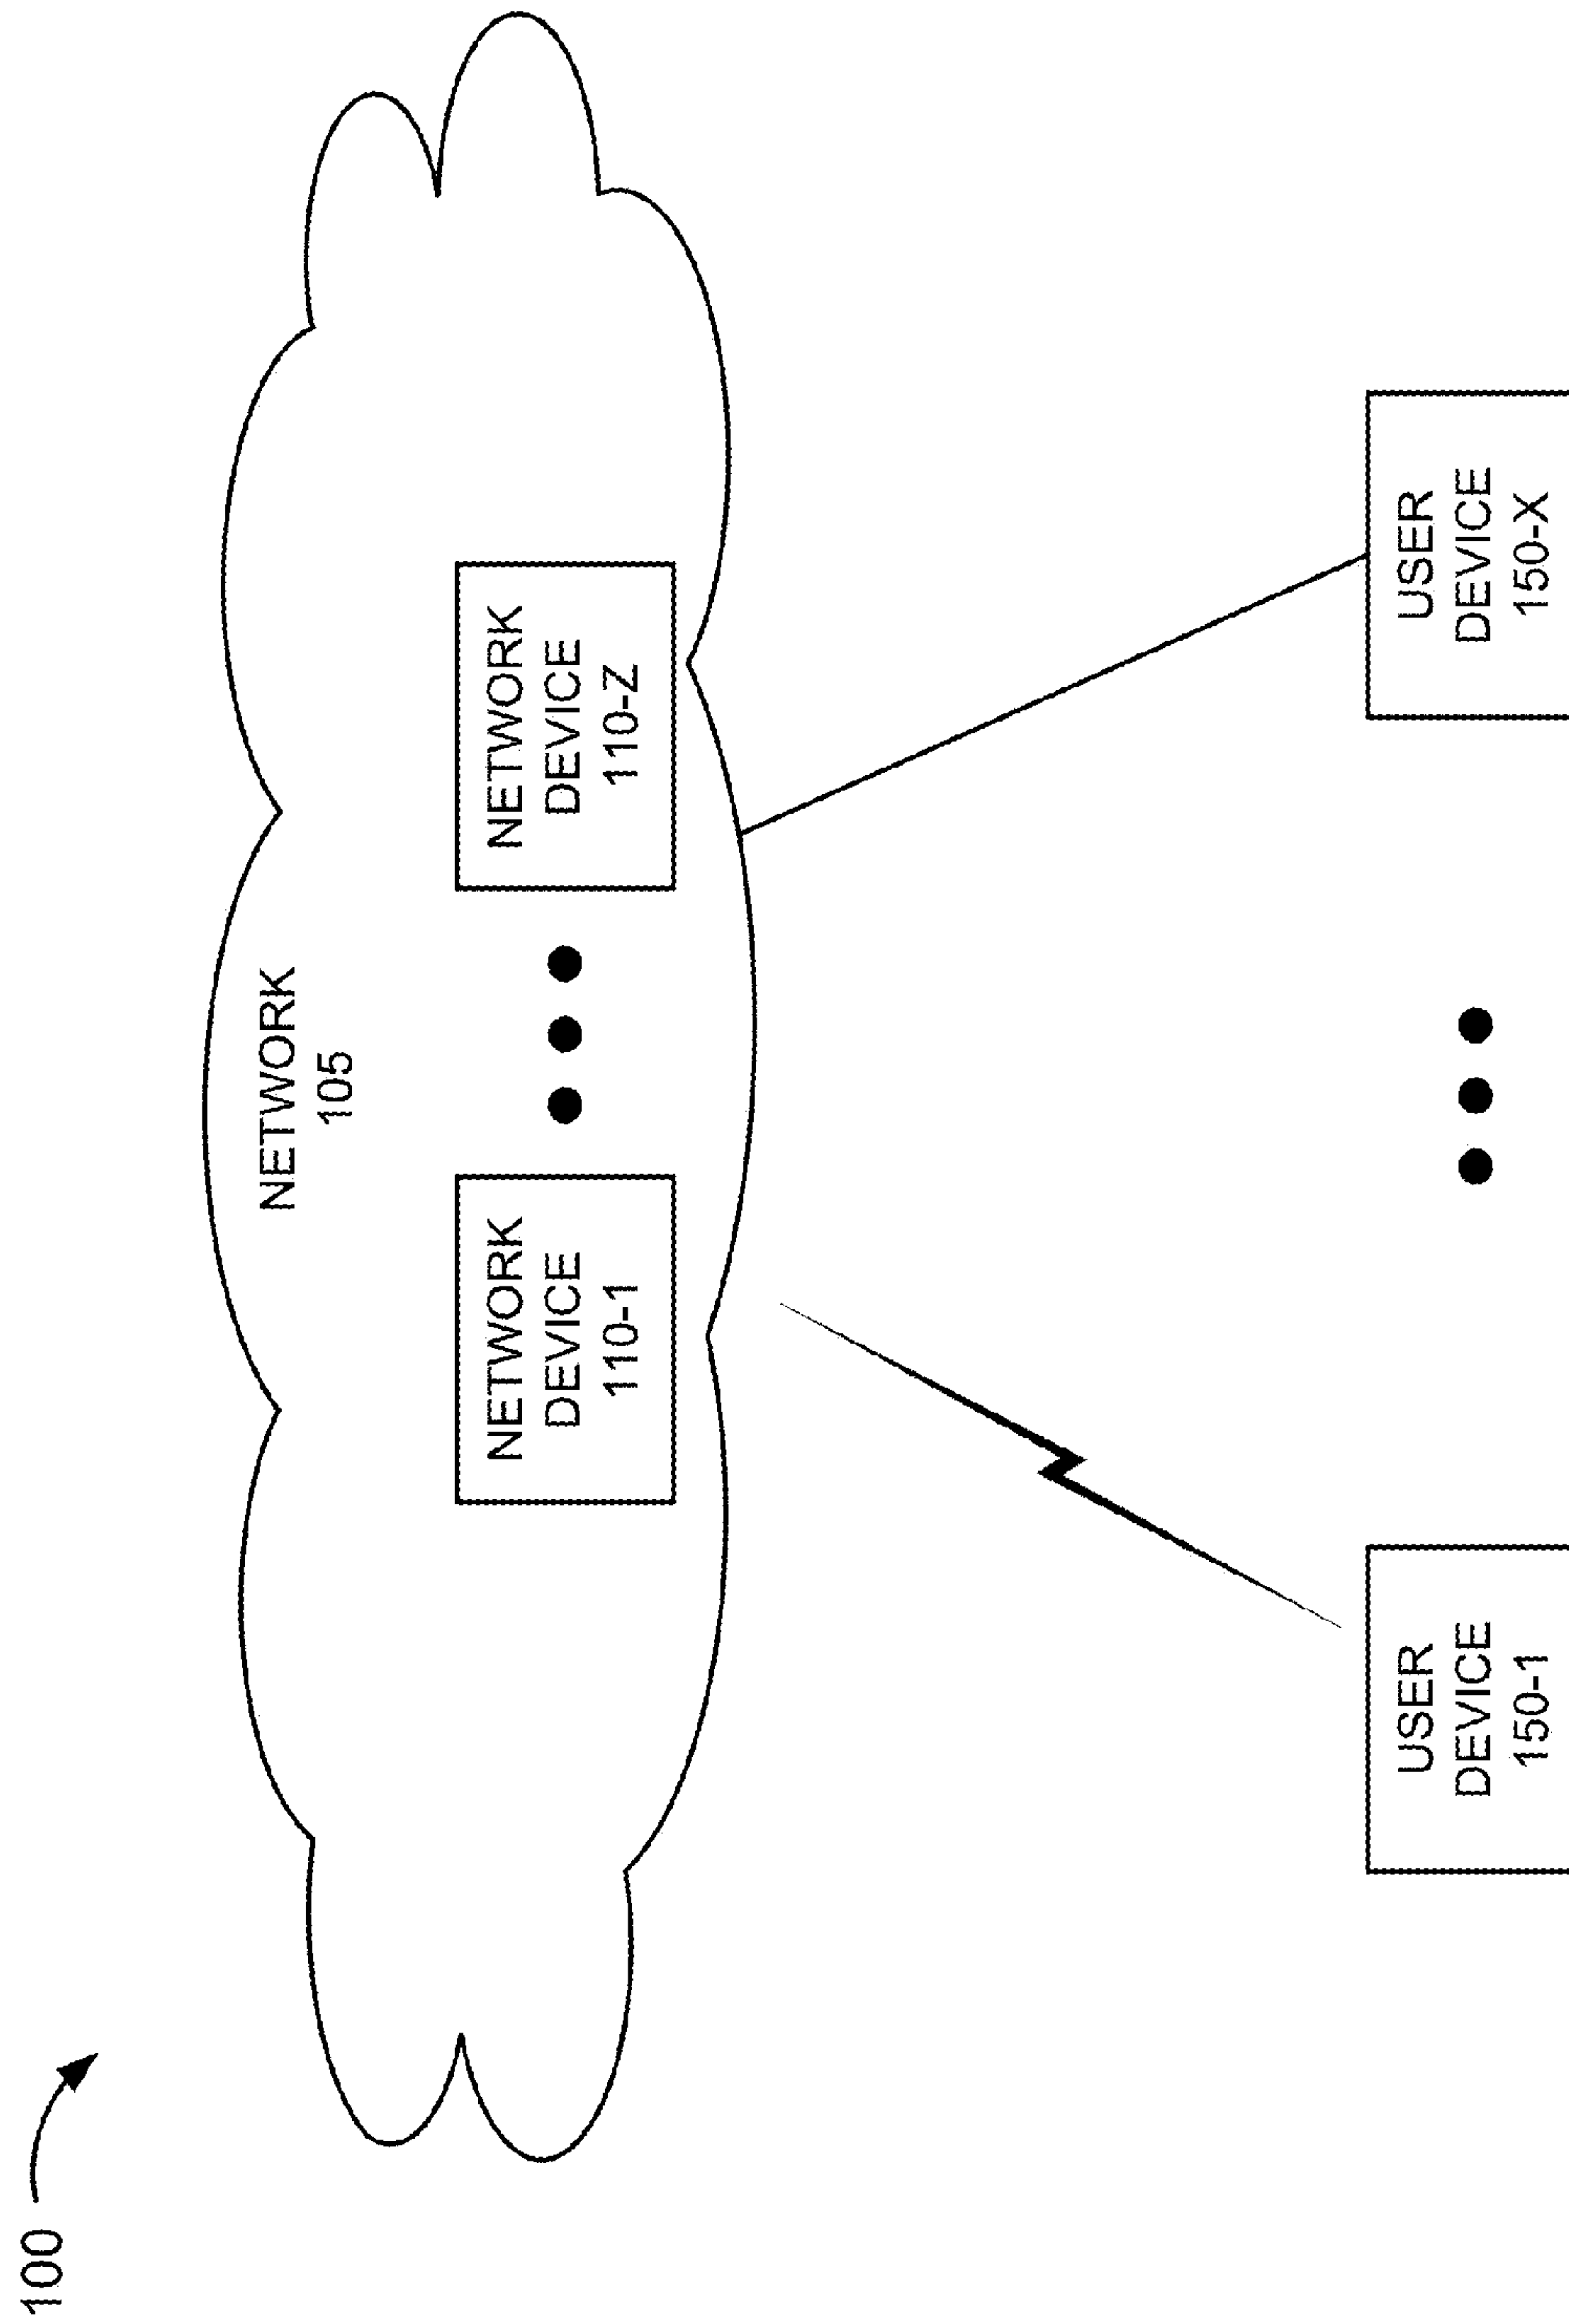 100
NETWORK
105
NETWORK
DEVICE
110-1
NETWORK
DEVICE
110-Z
USER
DEVICE
150-1
USER
DEVICE
150-X